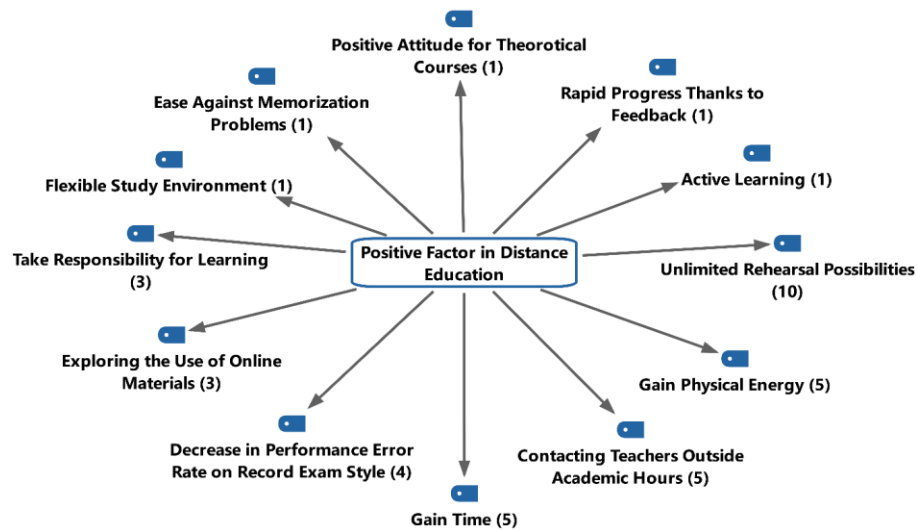 Positive Attitude for Theorotical
Courses (1)
Rapid Progress Thanks to
Feedback (1)
Ease Against Memorization
Problems (1)
Active Learning (1)
Flexible Study Environment (1)
Positive Factor in Distance
Education
Take Responsibility for Learning
(3)
Unlimited Rehearsal Possibilities
(10)
Exploring the Use of Online
Materials (3)
Gain Physical Energy (5)
Decrease in Performance Error
Rate on Record Exam Style (4)
Contacting Teachers Outside
Academic Hours (5)
Gain Time (5)